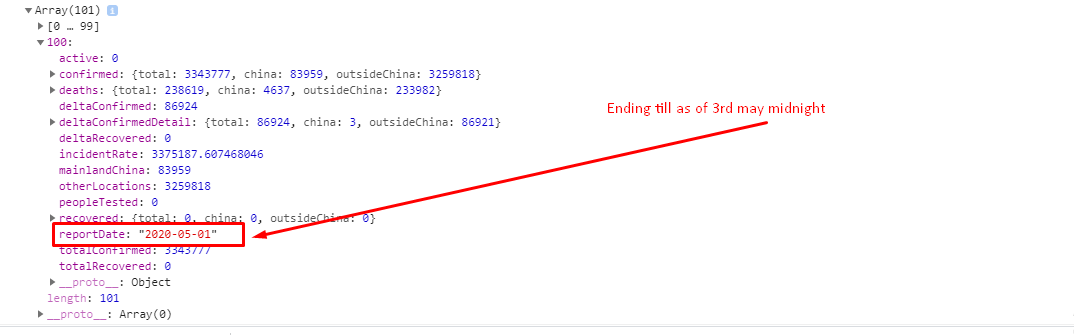 ▼Array(101) i
▶[0 … 99]
▼100:
active: 0
▶confirmed: {total: 3343777, china: 83959, outsideChina: 3259818}
▶deaths: {total: 238619, china: 4637, outsideChina: 233982}
deltaConfirmed: 86924
▶deltaConfirmedDetail: {total: 86924, china: 3, outsideChina: 86921}
deltaRecovered: 0
incidentRate: 3375187.607468046
mainlandChina: 83959
otherLocations: 3259818
peopleTested: 0
▶recovered: {total: 0, china: 0, outsideChina: 0}
reportDate: "2020-05-01"
totalConfirmed: 3343777
totalRecovered: 0
▶__proto__: Object
length: 101
▶__proto__: Array(0)
Ending till as of 3rd may midnight